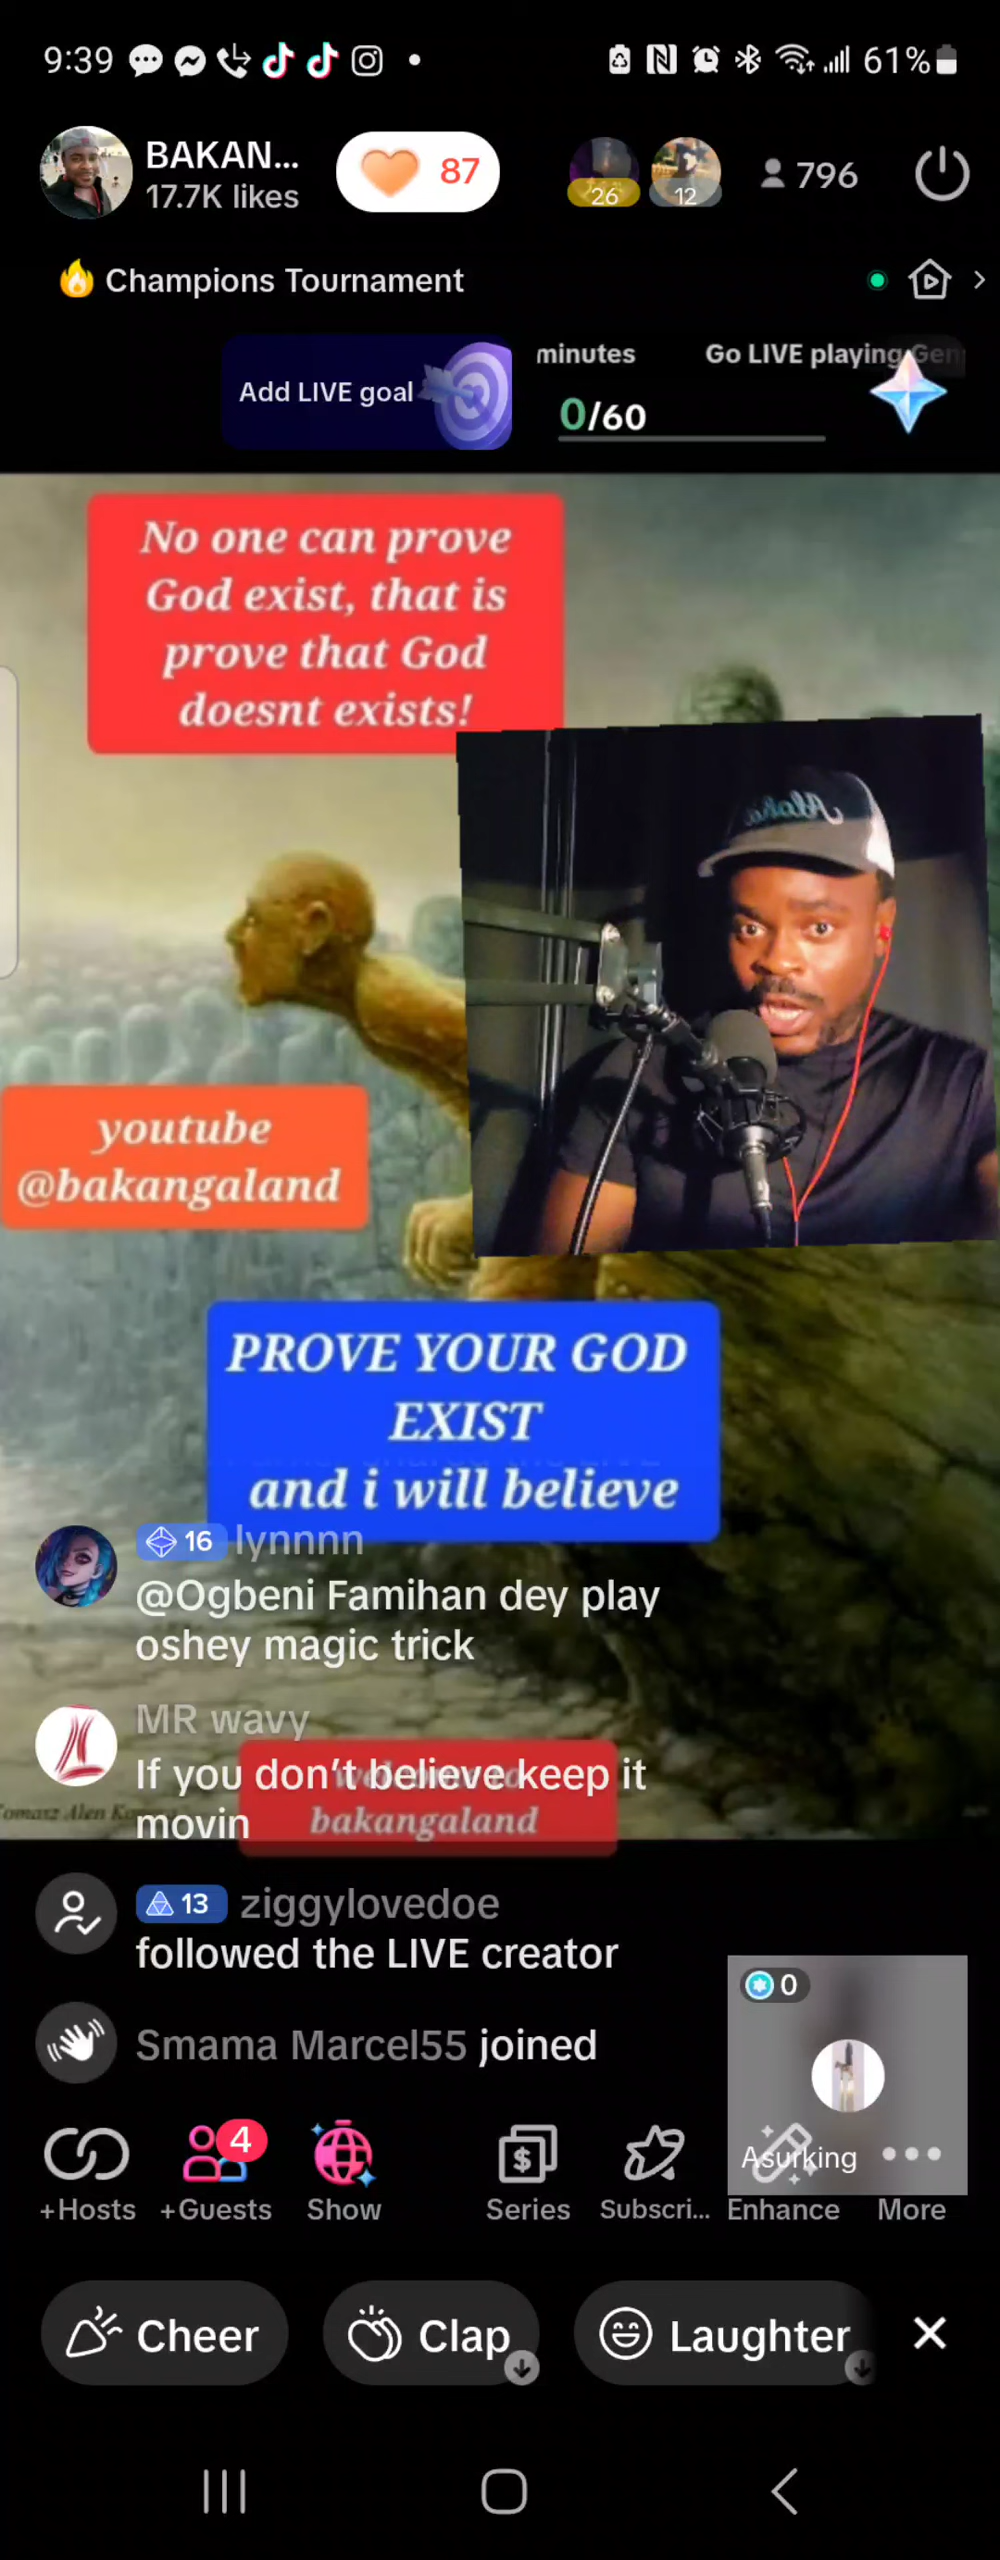 9:39
61%
BAKAN...
17.7K likes
87
26
12
796
Champions Tournament
Add LIVE goal
minutes
Go LIVE playing Gen
0/60
No one can prove
God exist, that is
prove that God
doesnt exists!
Aloha
youtube
@bakangaland
PROVE YOUR GOD
EXIST
and i will believe
16 lynnnn
@Ogbeni Famihan dey play
oshey magic trick
MR wavy
If you don't believe keep it
movin
bakangaland
13 ziggylovedoe
followed the LIVE creator
Smama Marcel55 joined
0
Asurking
4
+Hosts
+Guests
Show
Series
Subscri...
Enhance
More
Cheer
Clap
Laughter